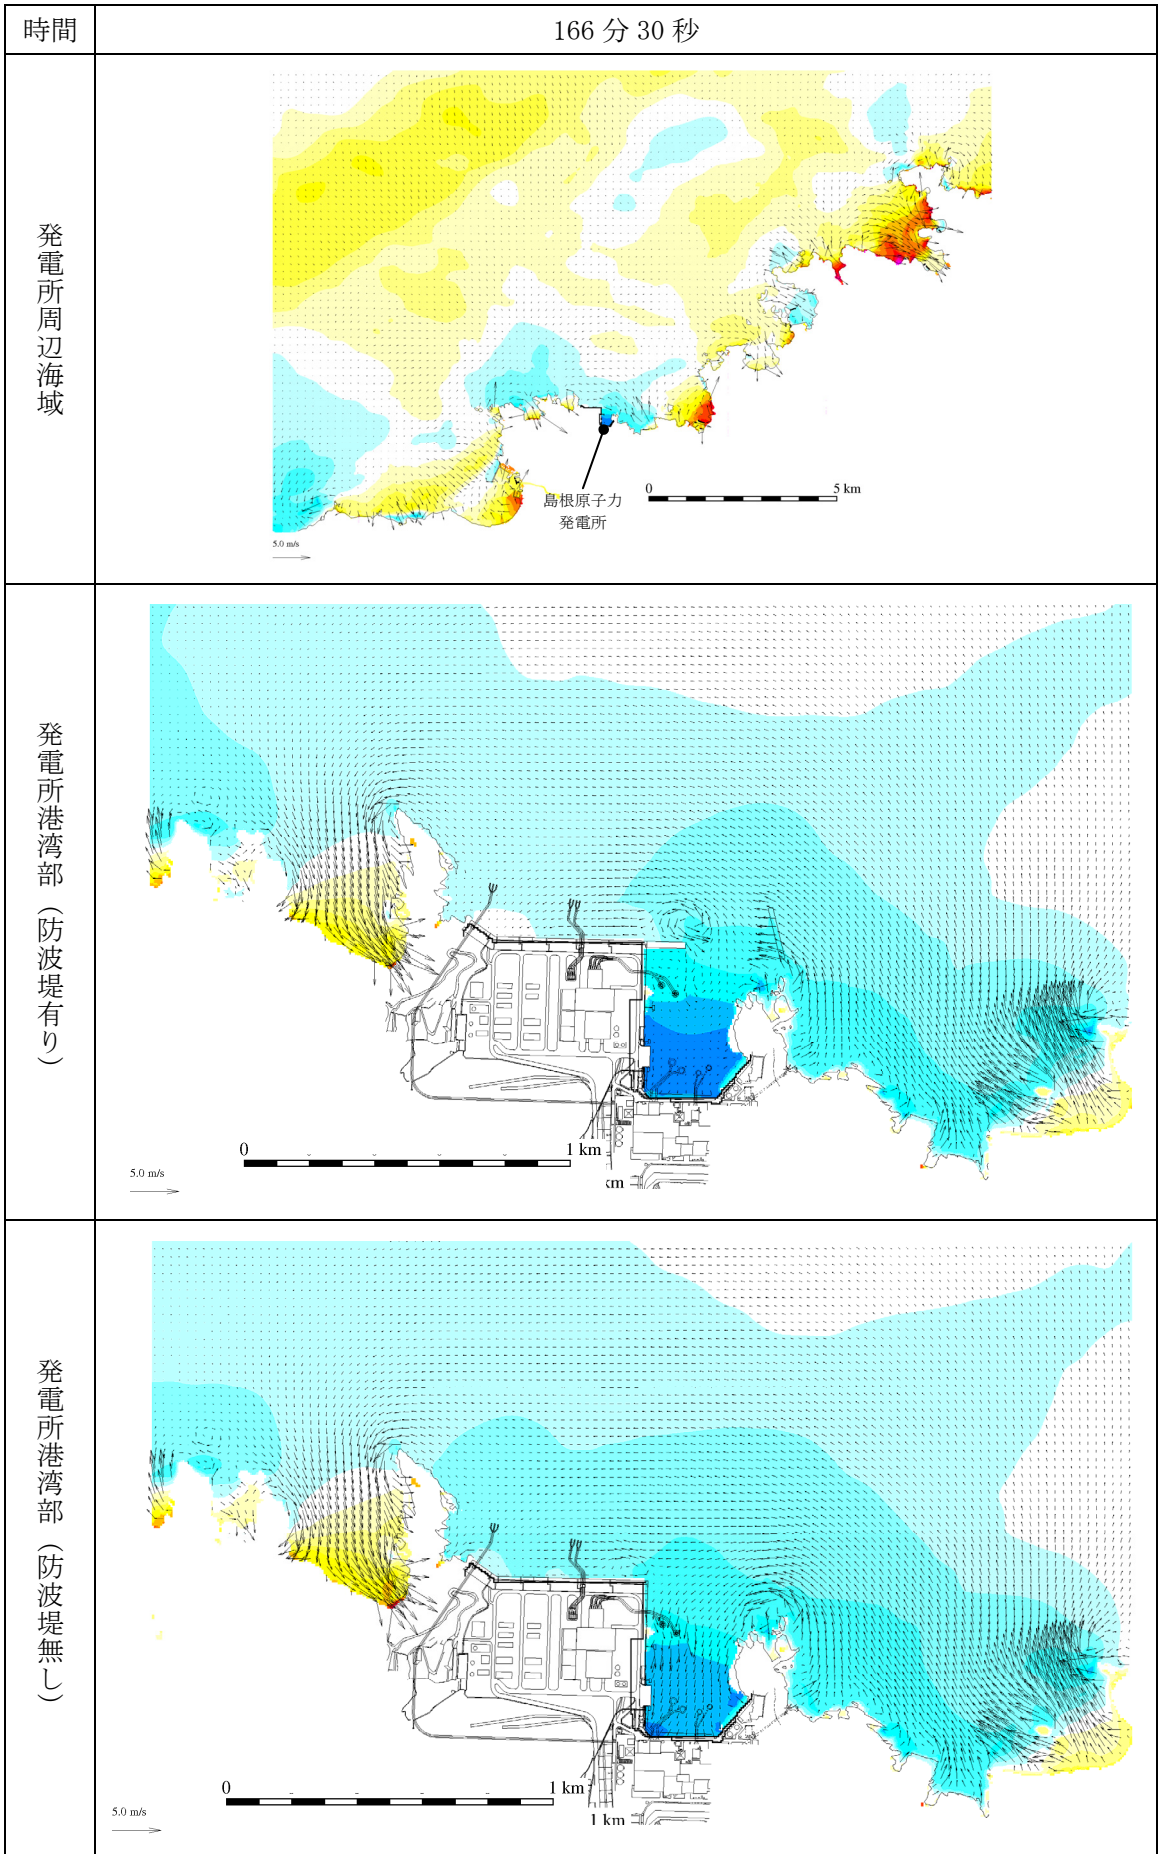 時間
166 分 30 秒
発電所周辺海域
島根原子力
発電所
0
5 km
5.0 m/s
発電所港湾部（防波堤有り）
0
1 km
km
5.0 m/s
発電所港湾部（防波堤無し）
0
1 km
1 km
5.0 m/s